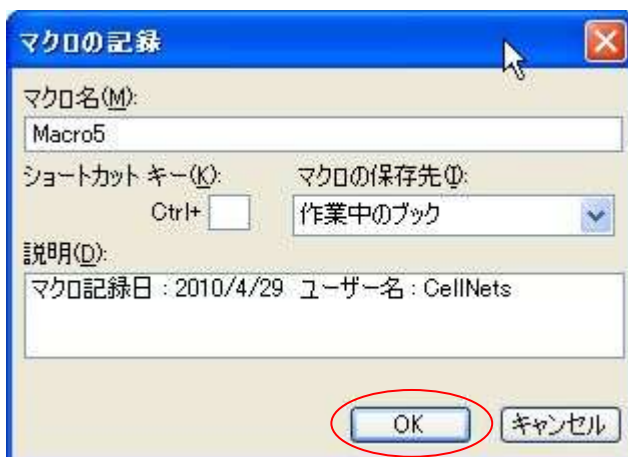 マクロの記録
マクロ名(M):
Macro5
ショートカット キー(K):
マクロの保存先(I):
Ctrl+
作業中のブック
説明(D):
マクロ記録日 : 2010/4/29 ユーザー名 : CellNets
OK
キャンセル